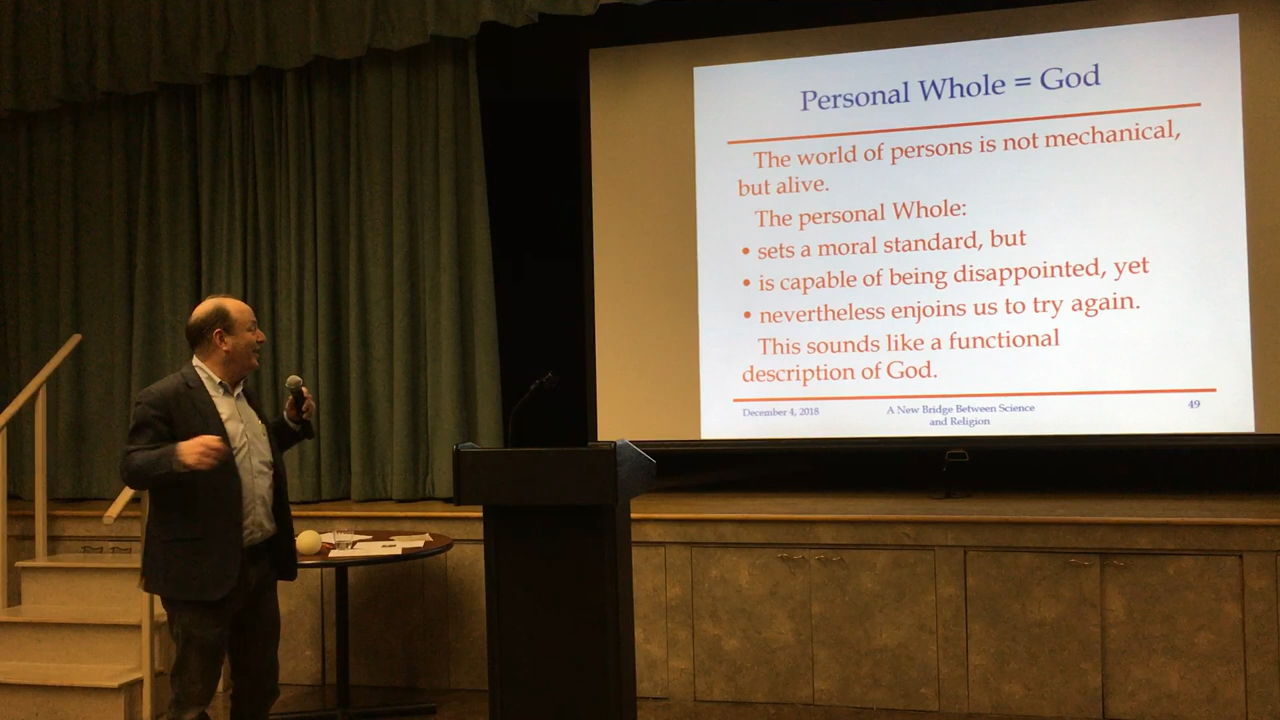 Personal Whole = God
The world of persons is not mechanical,
but alive.
The personal Whole:
• sets a moral standard, but
• is capable of being disappointed, yet
• nevertheless enjoins us to try again.
This sounds like a functional
description of God.
December 4, 2018
A New Bridge Between Science
and Religion
49